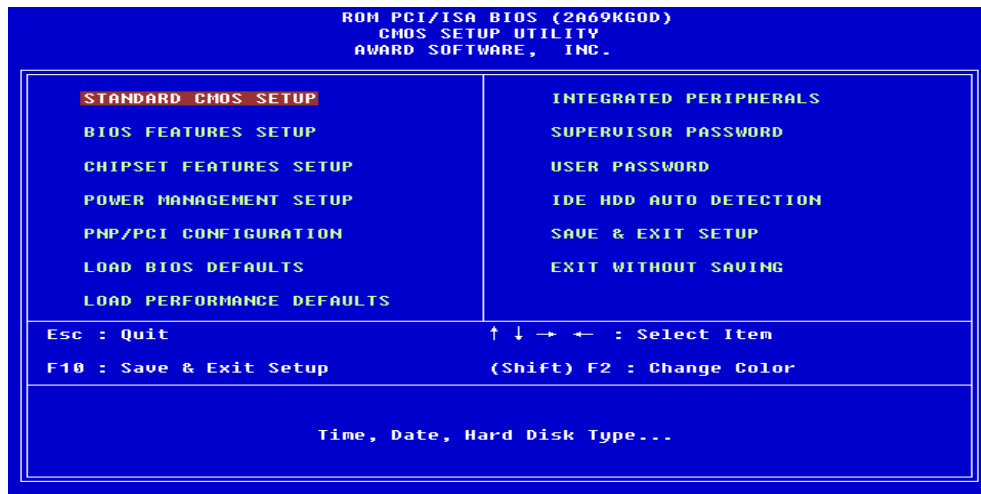 ROM PCI/ISA BIOS (2A69KGOD)
CMOS SETUP UTILITY
AWARD SOFTWARE, INC.
STANDARD CMOS SETUP
BIOS FEATURES SETUP
CHIPSET FEATURES SETUP
POWER MANAGEMENT SETUP
PNP/PCI CONFIGURATION
LOAD BIOS DEFAULTS
LOAD PERFORMANCE DEFAULTS
INTEGRATED PERIPHERALS
SUPERVISOR PASSWORD
USER PASSWORD
IDE HDD AUTO DETECTION
SAVE & EXIT SETUP
EXIT WITHOUT SAVING
Esc : Quit
F10 : Save & Exit Setup
↑ ↓ → ← : Select Item
(Shift) F2 : Change Color
Time, Date, Hard Disk Type...